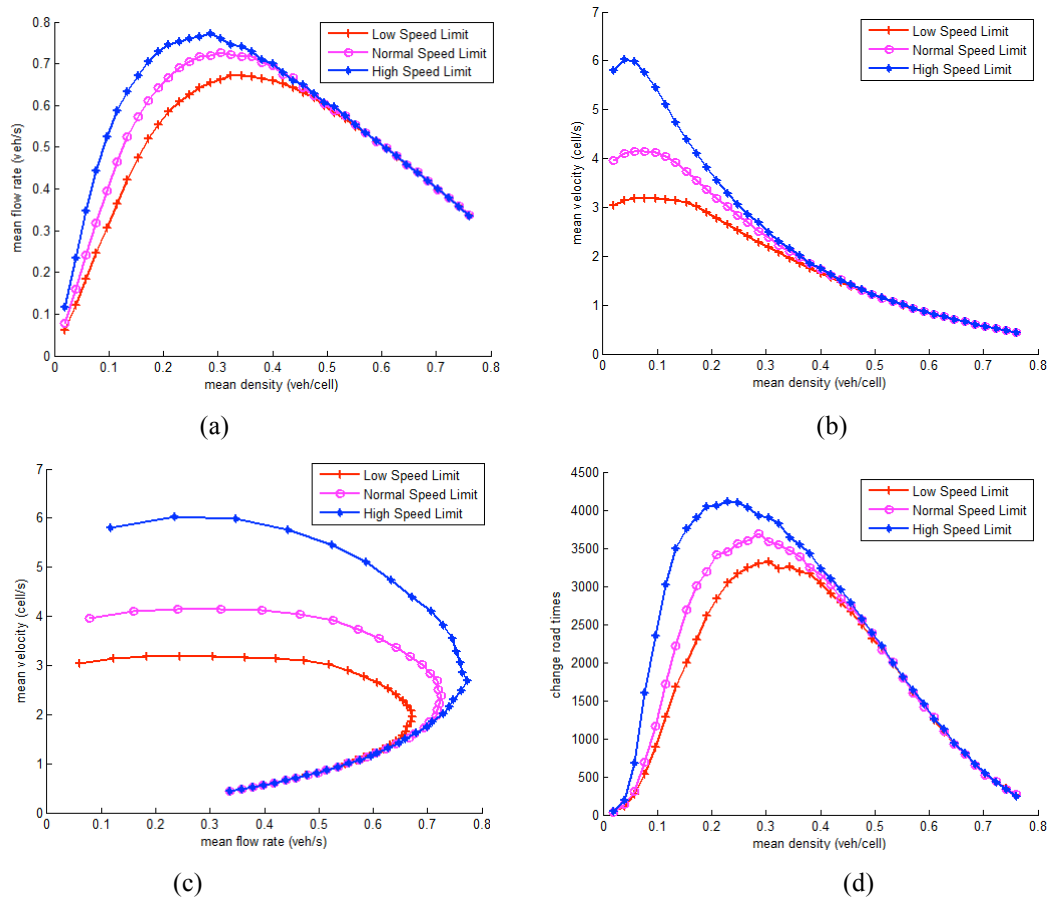 0.8
0.7
0.6
0.5
0.4
0.3
0.2
0.1
0
mean flow rate (veh/s)
Low Speed Limit
Normal Speed Limit
High Speed Limit
0 0.1 0.2 0.3 0.4 0.5 0.6 0.7 0.8
mean density (veh/cell)
(a)
7
6
5
4
3
2
1
0
mean velocity (cell/s)
Low Speed Limit
Normal Speed Limit
High Speed Limit
0 0.1 0.2 0.3 0.4 0.5 0.6 0.7 0.8
mean density (veh/cell)
(b)
7
6
5
4
3
2
1
0
mean velocity (cell/s)
Low Speed Limit
Normal Speed Limit
High Speed Limit
0 0.1 0.2 0.3 0.4 0.5 0.6 0.7 0.8
mean flow rate (veh/s)
(c)
4500
4000
3500
3000
2500
2000
1500
1000
500
0
change road times
Low Speed Limit
Normal Speed Limit
High Speed Limit
0 0.1 0.2 0.3 0.4 0.5 0.6 0.7 0.8
mean density (veh/cell)
(d)